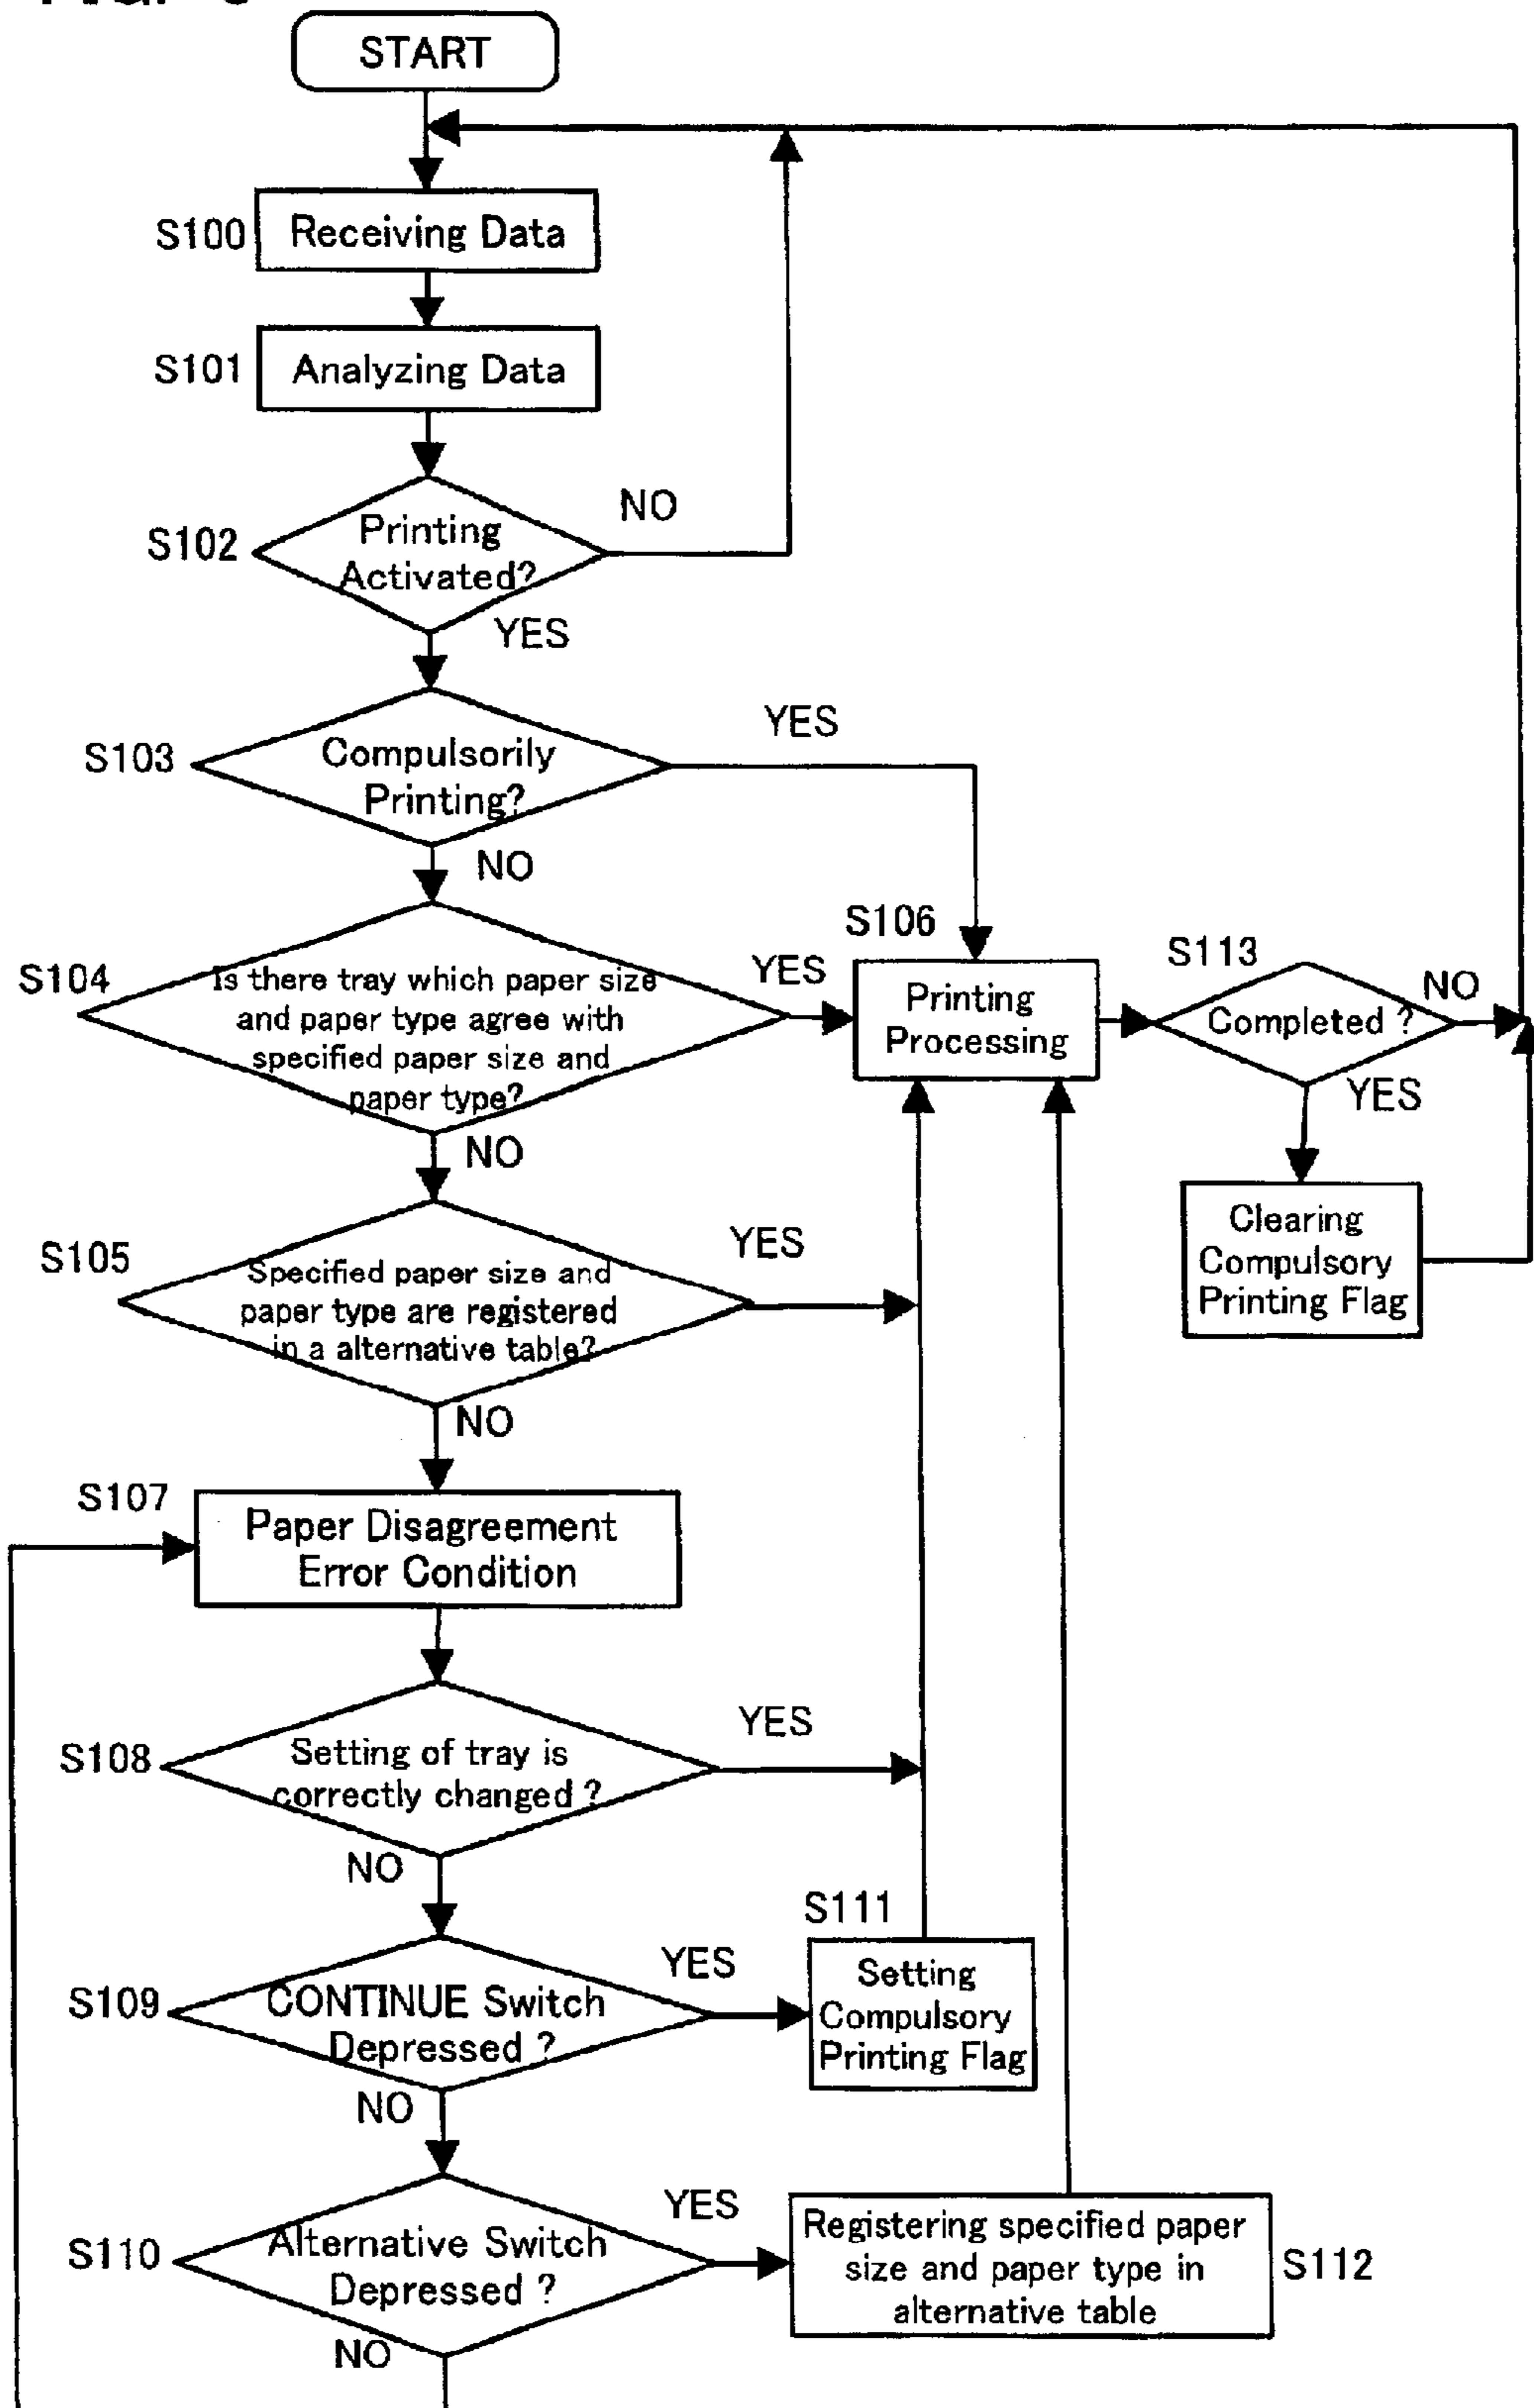 START
S100
Receiving Data
S101
Analyzing Data
S102
Printing
Activated?
NO
YES
S103
Compulsorily
Printing?
YES
NO
S104
Is there tray which paper size
and paper type agree with
specified paper size and
paper type?
YES
NO
S106
Printing
Processing
S113
Completed ?
NO
YES
Clearing
Compulsory
Printing Flag
S105
Specified paper size and
paper type are registered
in a alternative table?
YES
NO
S107
Paper Disagreement
Error Condition
S108
Setting of tray is
correctly changed ?
YES
NO
S109
CONTINUE Switch
Depressed ?
YES
NO
S111
Setting
Compulsory
Printing Flag
S110
Alternative Switch
Depressed ?
YES
NO
Registering specified paper
size and paper type in
alternative table
S112